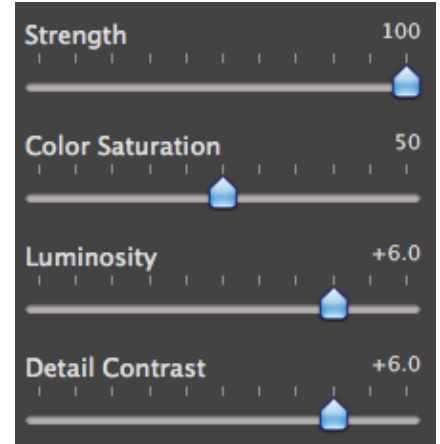 Strength 100
Color Saturation 50
Luminosity +6.0
Detail Contrast +6.0